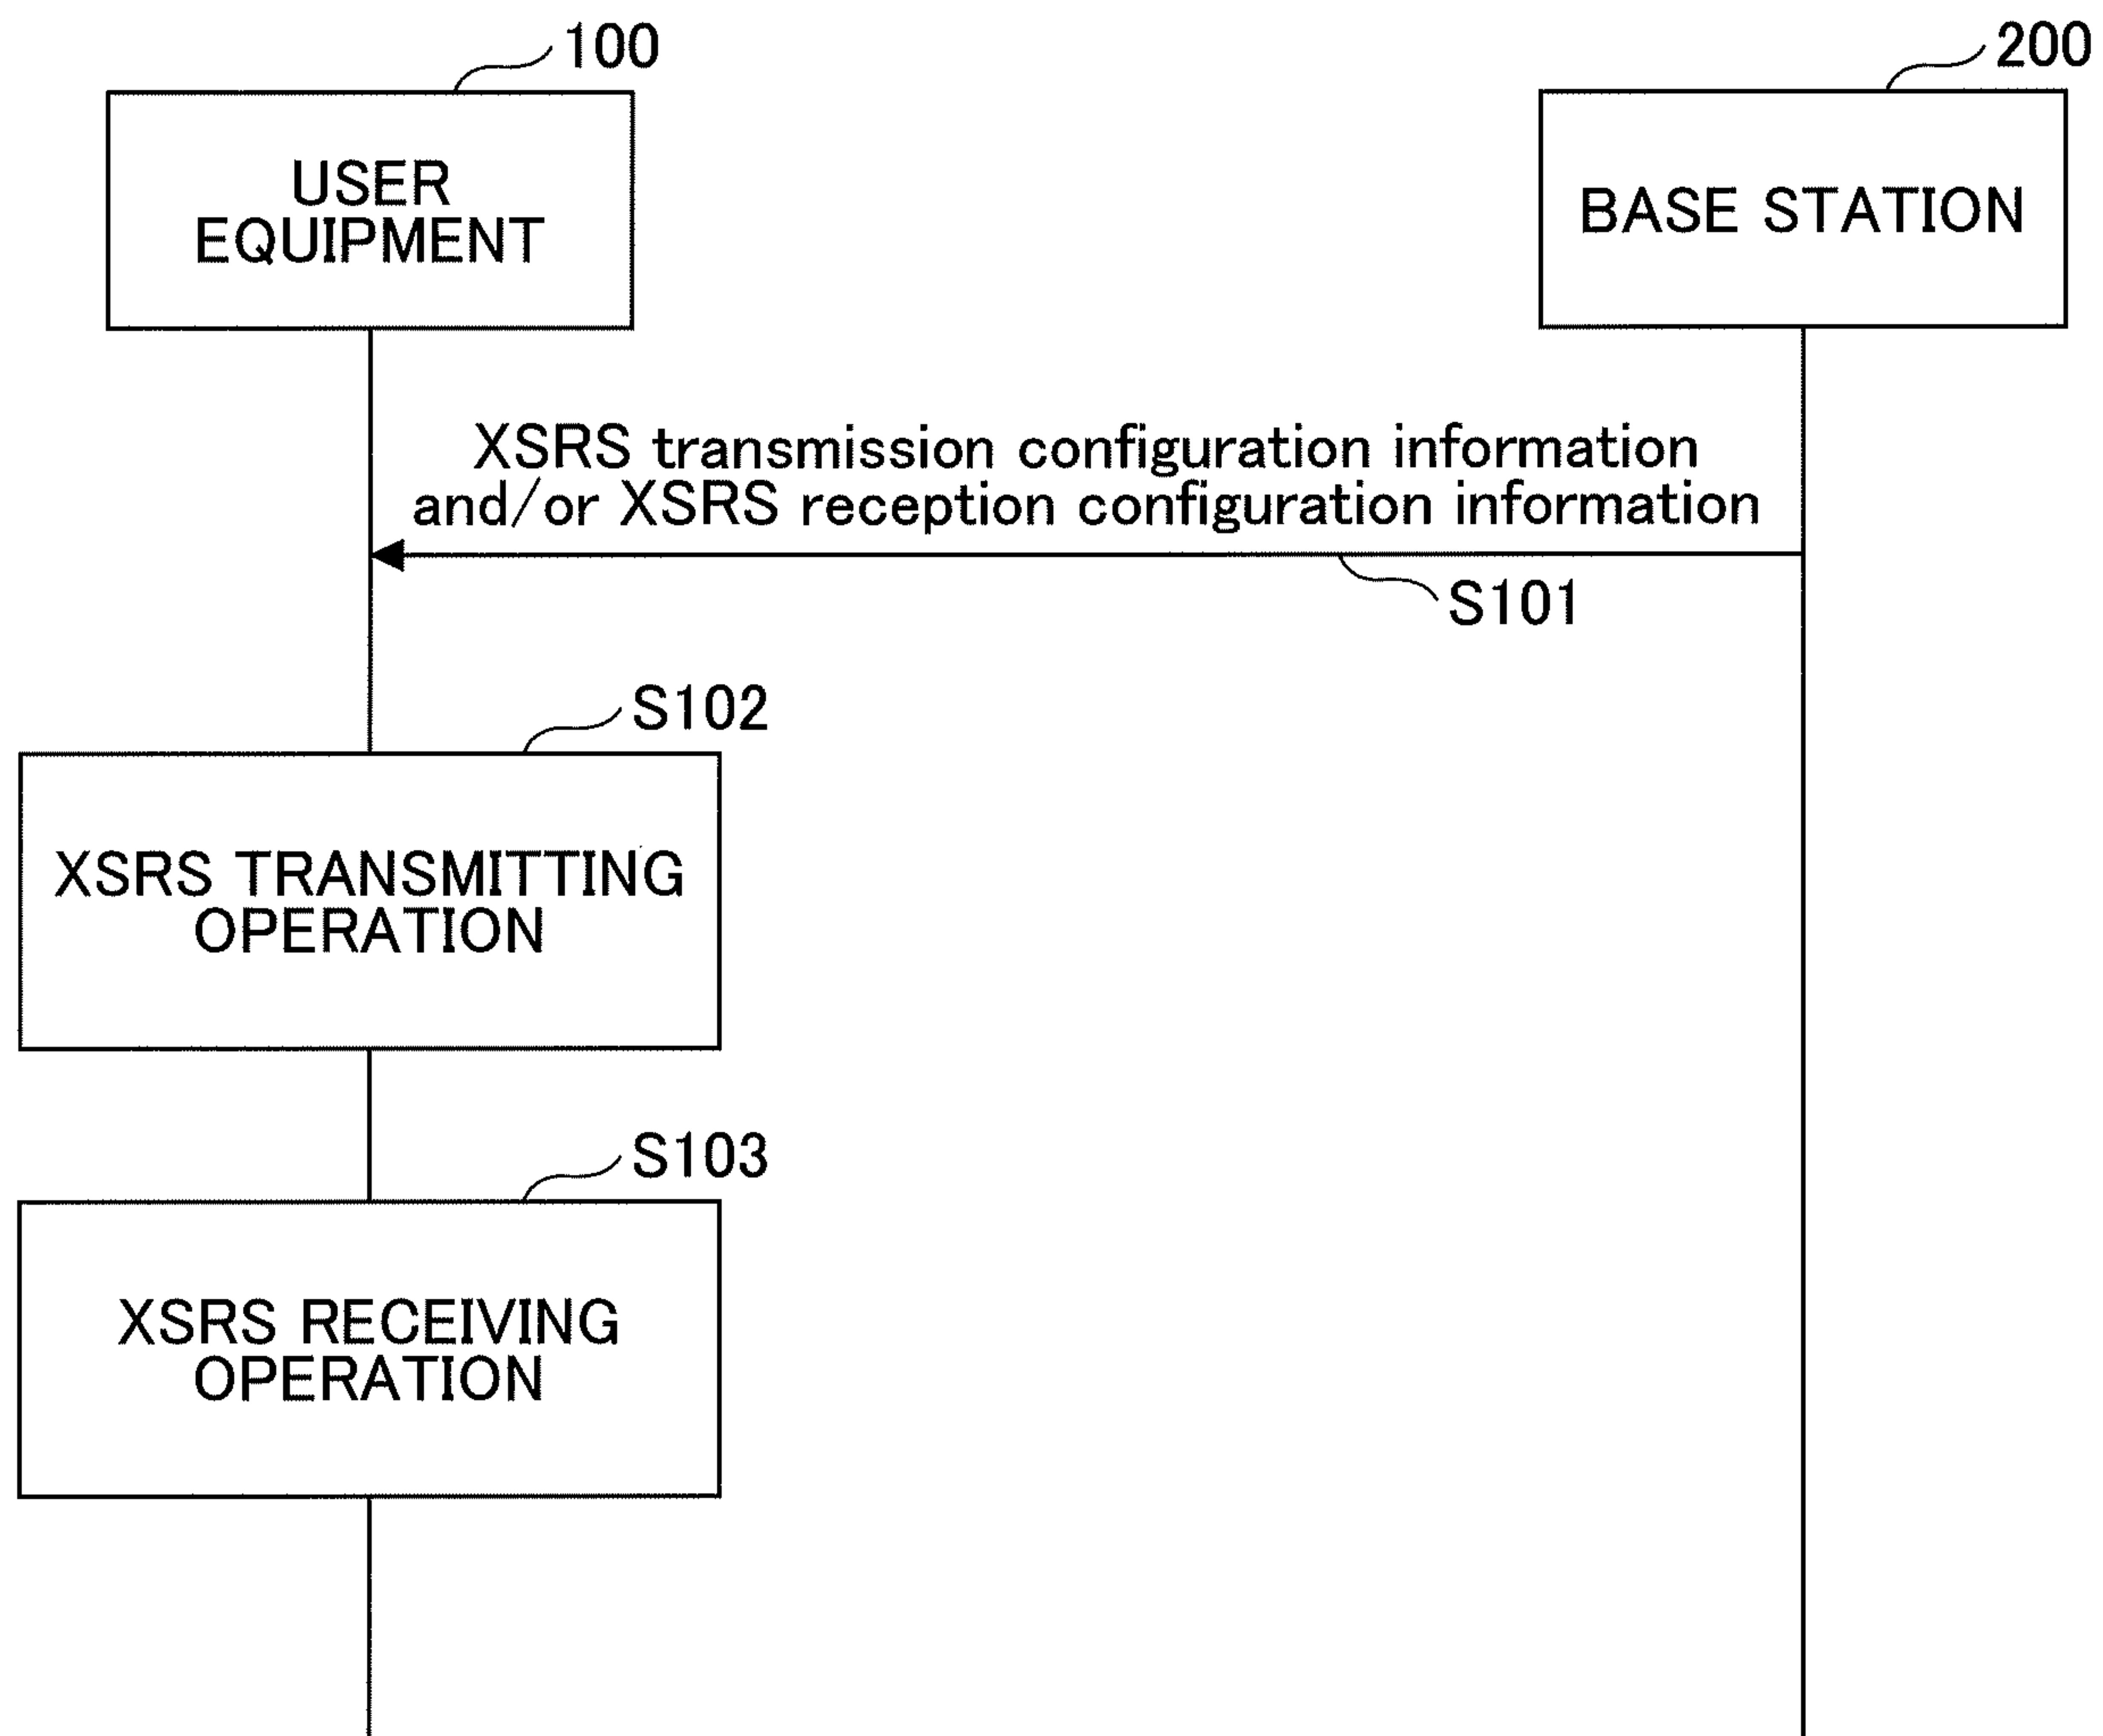 100
200
USER
EQUIPMENT
BASE STATION
XSRS transmission configuration information
and/or XSRS reception configuration information
S101
S102
XSRS TRANSMITTING
OPERATION
S103
XSRS RECEIVING
OPERATION